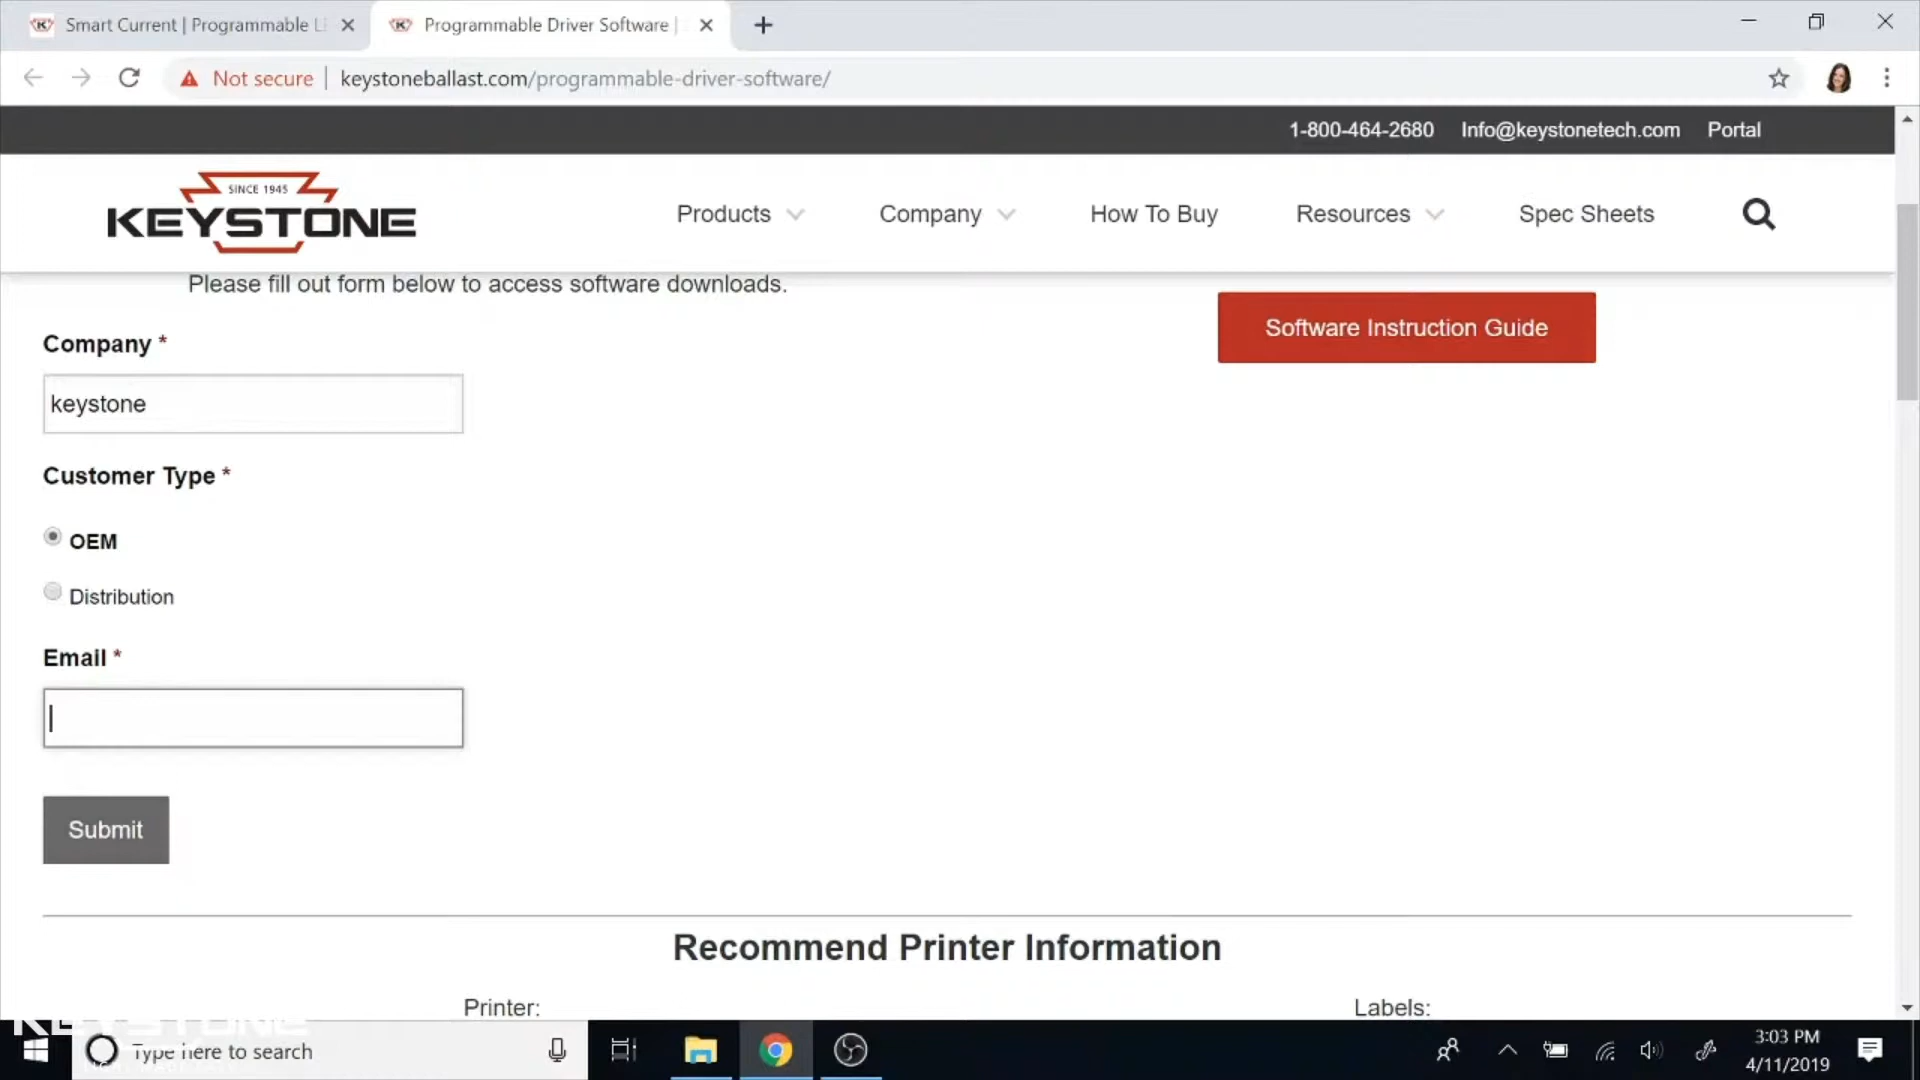 Smart Current | Programmable Li
Programmable Driver Software |
Not secure
keystoneballast.com/programmable-driver-software/
1-800-464-2680
Info@keystonetech.com
Portal
SINCE 1945
KEYSTONE
Products
Company
How To Buy
Resources
Spec Sheets
Please fill out form below to access software downloads.
Software Instruction Guide
Company *
keystone
Customer Type *
OEM
Distribution
Email *
Submit
Recommend Printer Information
Printer:
Labels:
KEYSTONE
Type here to search
3:03 PM
4/11/2019